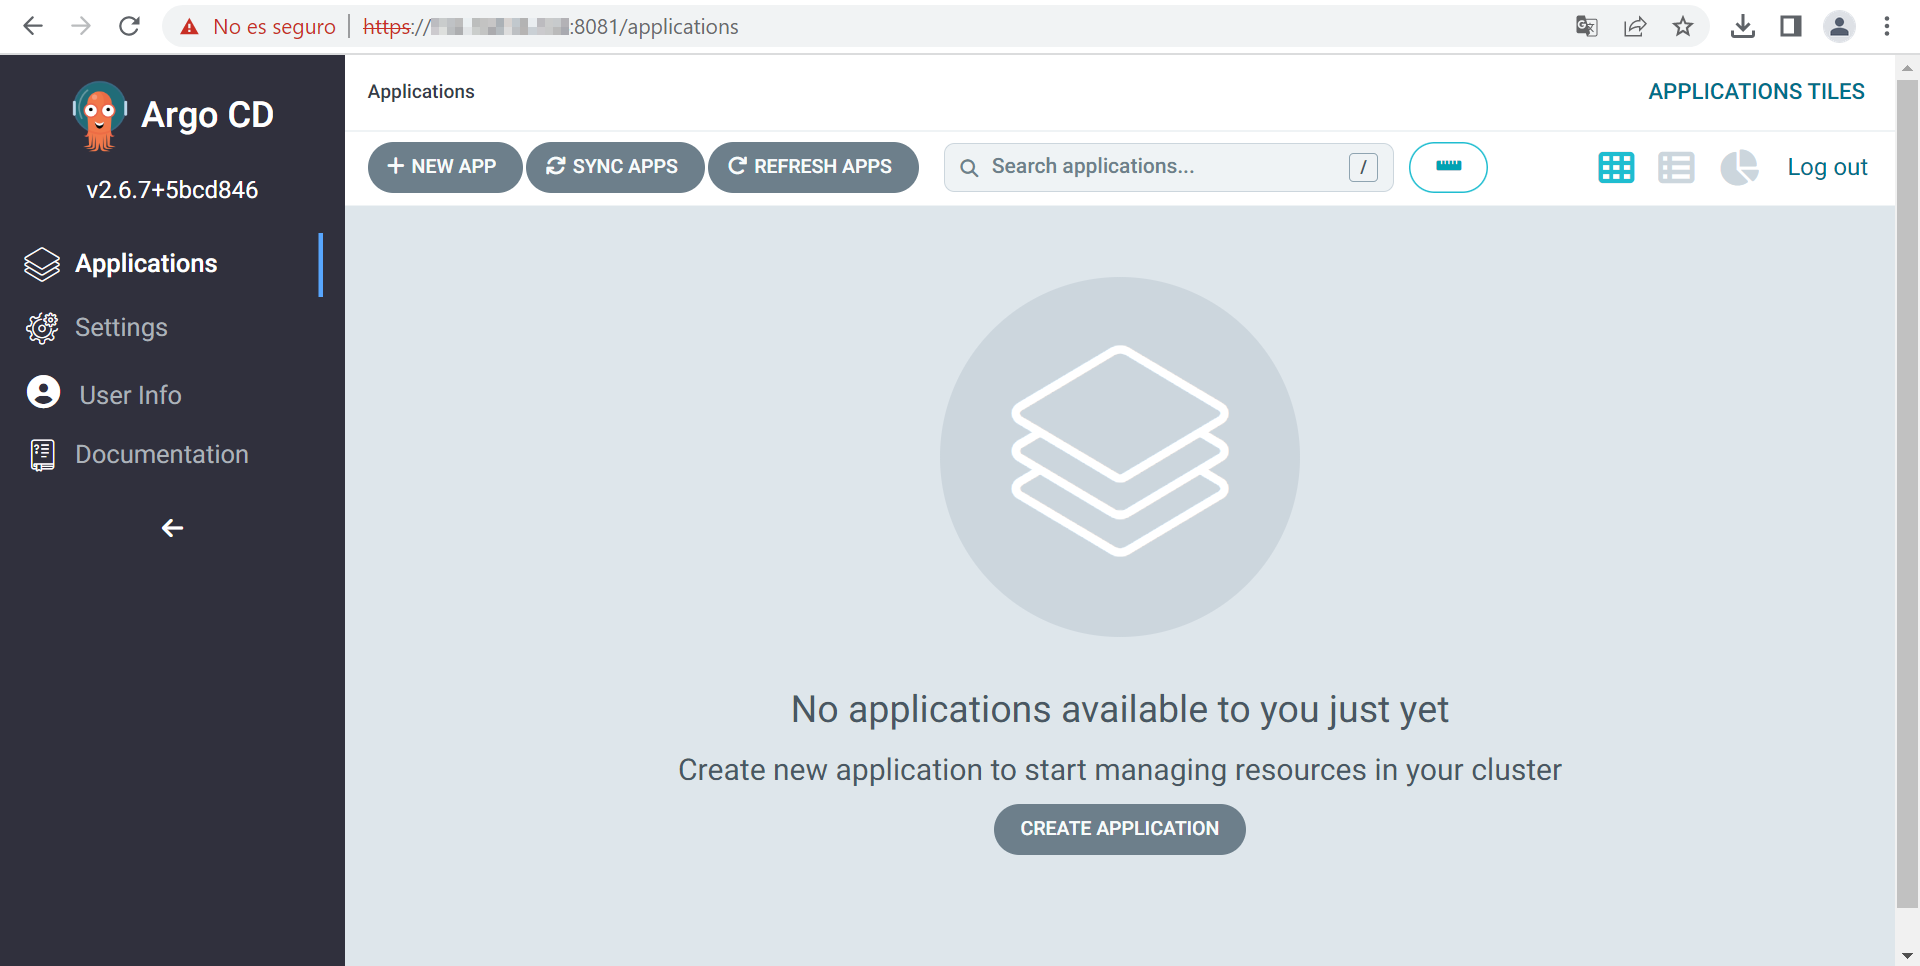 No es seguro https:// :8081/applications
Argo CD
v2.6.7+5bcd846
Applications
Settings
User Info
Documentation
Applications
APPLICATIONS TILES
NEW APP
SYNC APPS
REFRESH APPS
Search applications...
/
Log out
No applications available to you just yet
Create new application to start managing resources in your cluster
CREATE APPLICATION